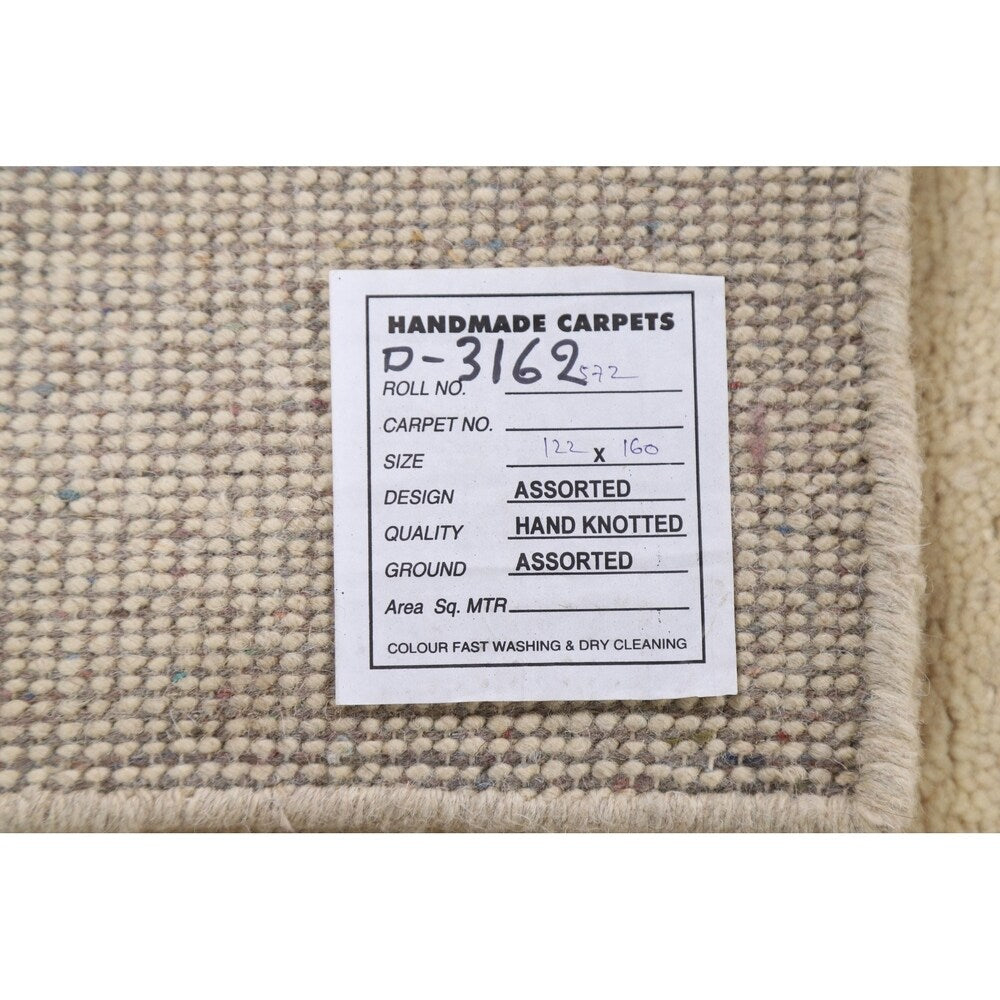 HANDMADE CARPETS
D-3162
ROLL NO. 572
CARPET NO.
SIZE 122 X 160
DESIGN ASSORTED
QUALITY HAND KNOTTED
GROUND ASSORTED
Area Sq. MTR
COLOUR FAST WASHING & DRY CLEANING